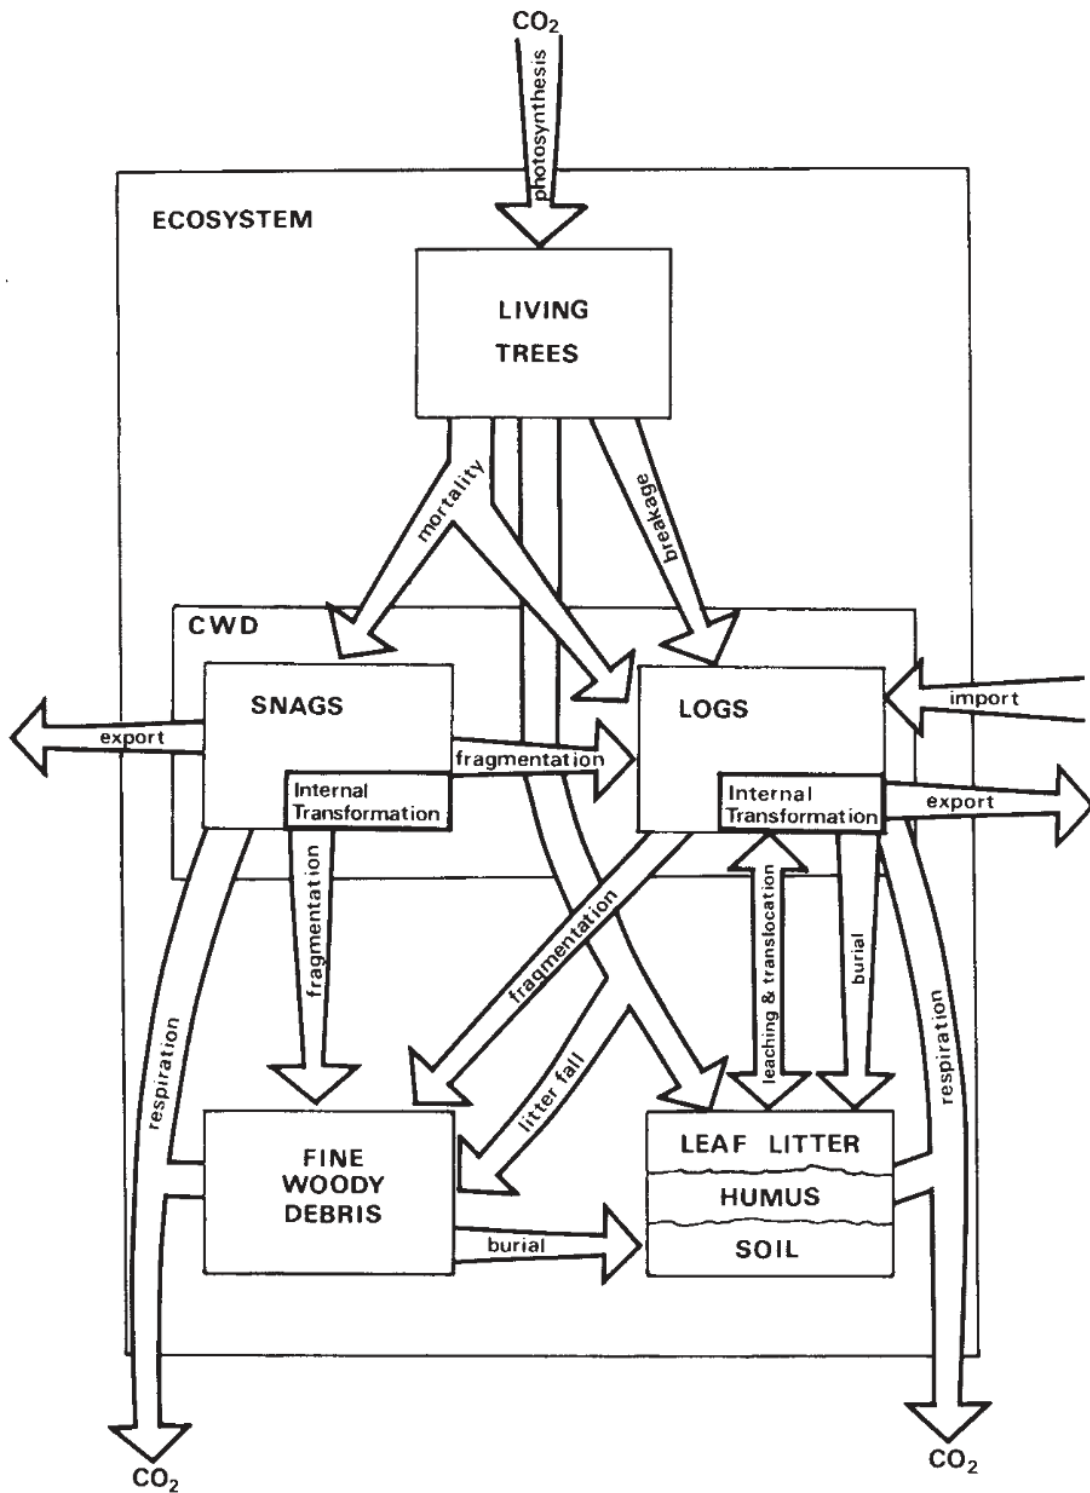 CO₂
photosynthesis
ECOSYSTEM
LIVING
TREES
mortality
breakage
CWD
SNAGS
LOGS
import
export
fragmentation
Internal
Transformation
Internal
Transformation
export
fragmentation
fragmentation
leaching & translocation
burial
respiration
respiration
litter fall
FINE
WOODY
DEBRIS
LEAF LITTER
HUMUS
SOIL
burial
CO₂
CO₂